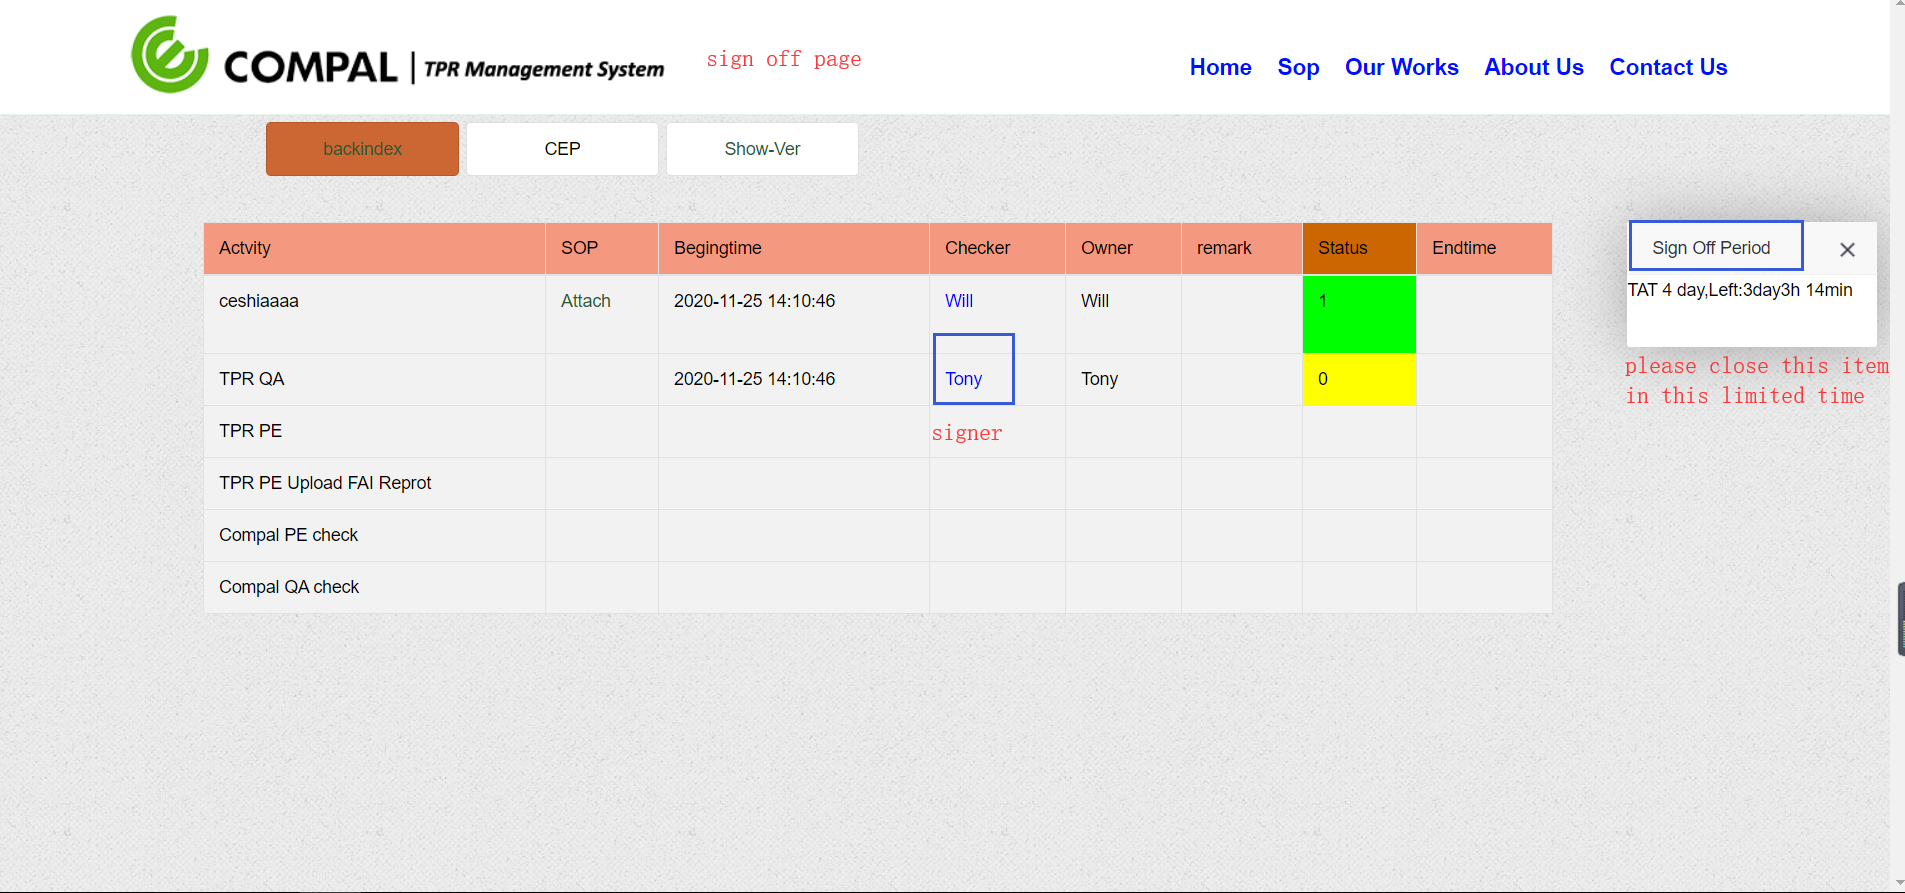 COMPAL | TPR Management System
sign off page
Home Sop Our Works About Us Contact Us
backindex CEP Show-Ver
Actvity SOP Begingtime Checker Owner remark Status Endtime
ceshiaaaa Attach 2020-11-25 14:10:46 Will Will 1
TPR QA 2020-11-25 14:10:46 Tony Tony 0
TPR PE
signer
TPR PE Upload FAI Reprot
Compal PE check
Compal QA check
Sign Off Period ×
TAT 4 day,Left:3day3h 14min
please close this item
in this limited time